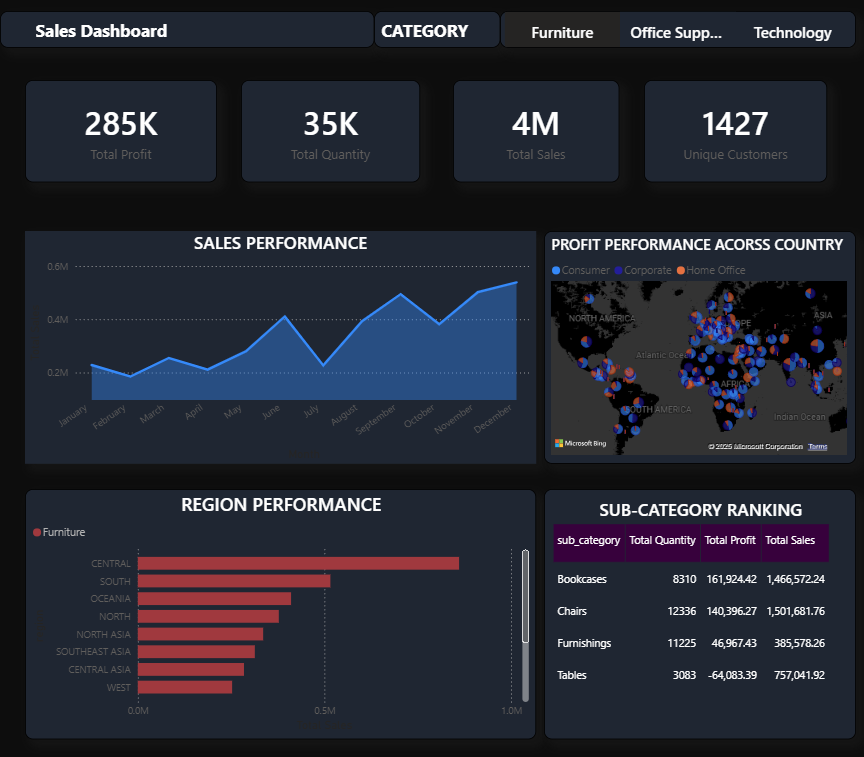 Sales Dashboard
CATEGORY
Furniture
Office Supp...
Technology
285K
Total Profit
35K
Total Quantity
4M
Total Sales
1427
Unique Customers
SALES PERFORMANCE
0.6M
0.4M
0.2M
January
February
March
April
May
June
July
August
September
October
November
December
PROFIT PERFORMANCE ACORSS COUNTRY
Consumer Corporate Home Office
NORTH AMERICA
ASIA
Atlantic Ocean
AFRICA
SOUTH AMERICA
Indian Ocean
Microsoft Bing
© 2025 Microsoft Corporation Terms
REGION PERFORMANCE
Furniture
CENTRAL
SOUTH
OCEANIA
NORTH
NORTH ASIA
SOUTHEAST ASIA
CENTRAL ASIA
WEST
0.0M 0.5M 1.0M
SUB-CATEGORY RANKING
sub_category Total Quantity Total Profit Total Sales
Bookcases 8310 161,924.42 1,466,572.24
Chairs 12336 140,396.27 1,501,681.76
Furnishings 11225 46,967.43 385,578.26
Tables 3083 -64,083.39 757,041.92